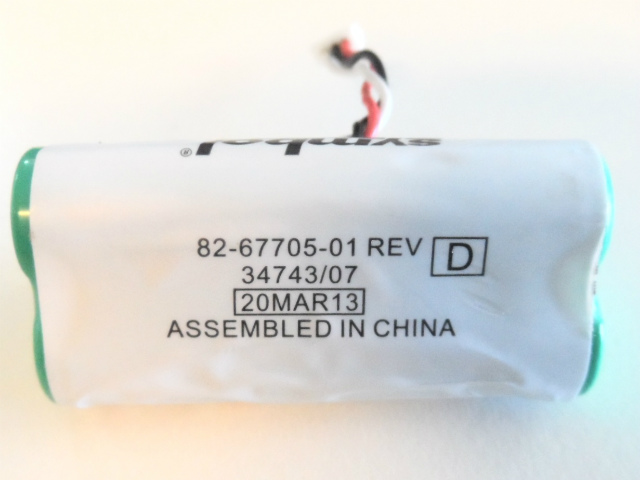 symbol®
82-67705-01 REV D
34743/07
20MAR13
ASSEMBLED IN CHINA